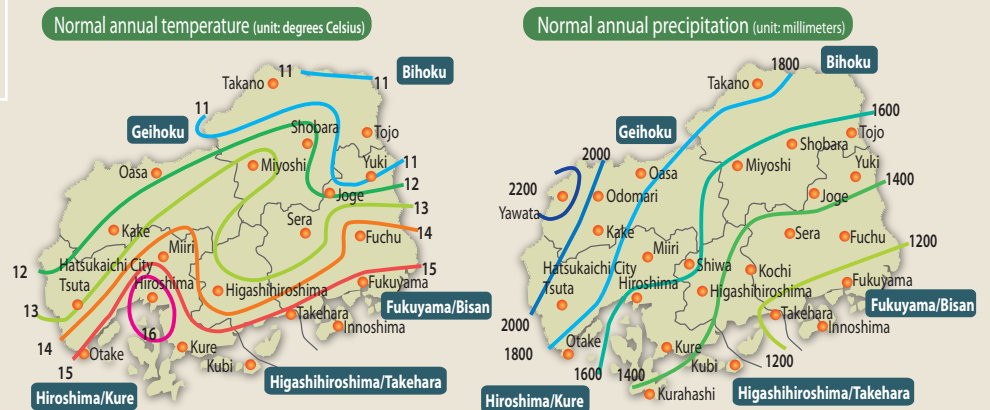 Normal annual temperature (unit: degrees Celsius)
11
11
Bihoku
Takano
11
Geihoku
Shobara
Tojo
Oasa
Miyoshi
Yuki
11
12
Joge
13
Sera
14
Kake
Miiri
Fuchu
12
Hatsukaichi City
15
Tsuta
Hiroshima
Higashihiroshima
Fukuyama
Fukuyama/Bisan
13
Takehara
Innoshima
14
16
Otake
Kure
Kubi
15
Higashihiroshima/Takehara
Hiroshima/Kure
Normal annual precipitation (unit: millimeters)
1800
Bihoku
Takano
1600
Geihoku
Tojo
Shobara
2000
Miyoshi
Yuki
Oasa
1400
2200
Odomari
Joge
Yawata
Kake
Sera
Fuchu
1200
Miiri
Hatsukaichi City
Shiwa
Kochi
Tsuta
Hiroshima
Higashihiroshima
Fukuyama
Fukuyama/Bisan
2000
Takehara
Innoshima
1800
Otake
Kure
1200
Kubi
1600
1400
Kurahashi
Higashihiroshima/Takehara
Hiroshima/Kure